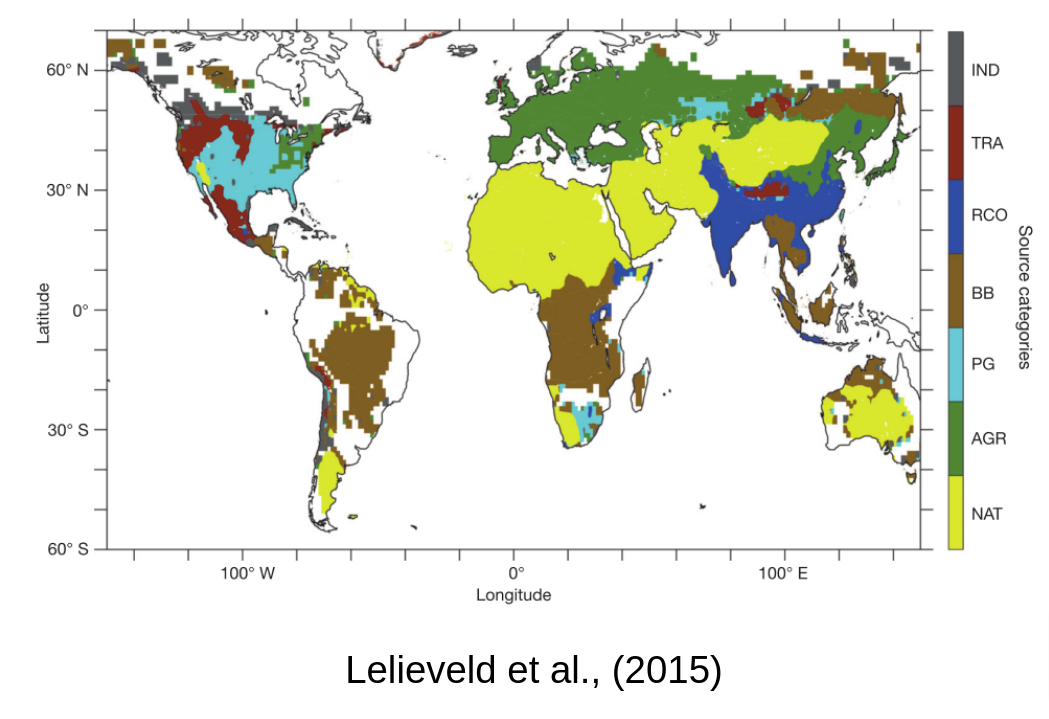 60° N
30° N
0°
30° S
60° S
Latitude
100° W
0°
100° E
Longitude
IND
TRA
RCO
BB
PG
AGR
NAT
Source categories
Lelieveld et al., (2015)